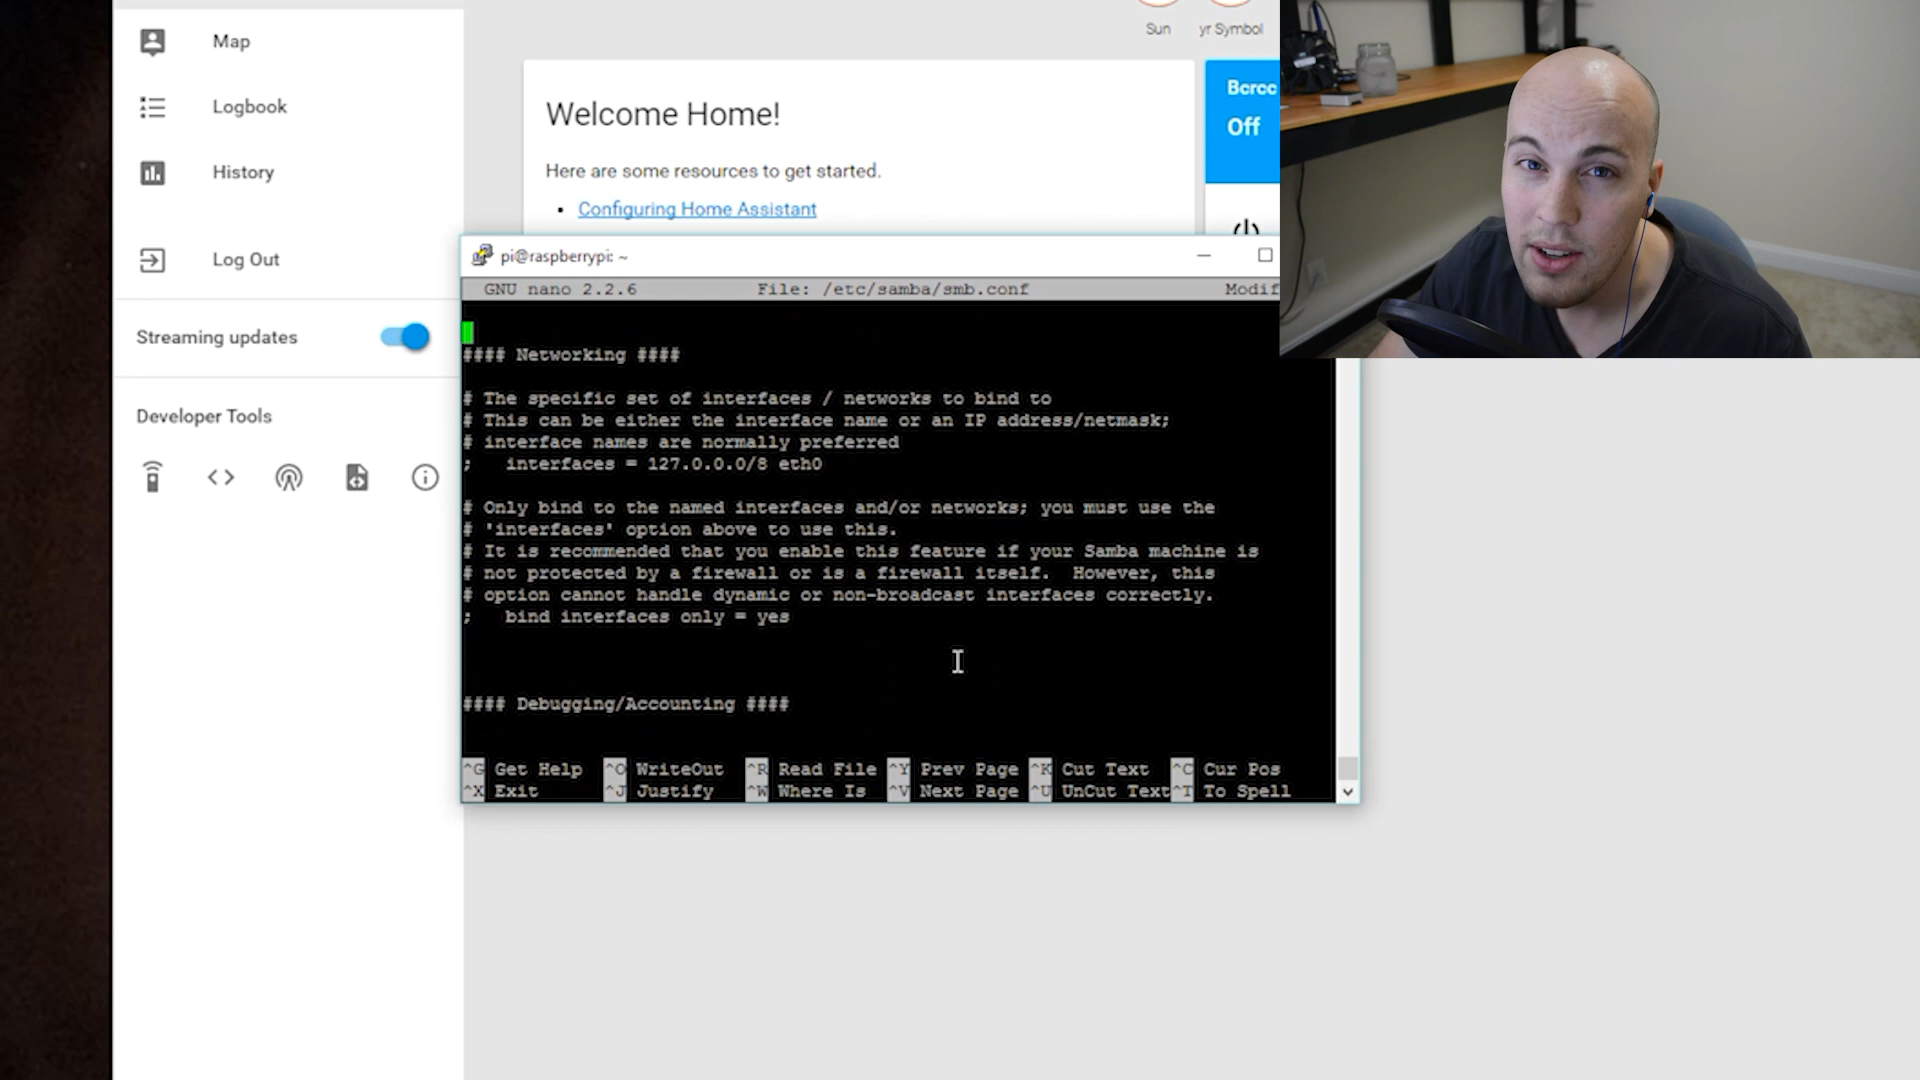 Map
Logbook
History
Log Out
Streaming updates
Developer Tools
Sun
yr Symbol
Welcome Home!
Here are some resources to get started.
• Configuring Home Assistant
Off
pi@raspberrypi: ~
GNU nano 2.2.6 File: /etc/samba/smb.conf Modif
#### Networking ####
# The specific set of interfaces / networks to bind to
# This can be either the interface name or an IP address/netmask;
# interface names are normally preferred
; interfaces = 127.0.0.0/8 eth0
# Only bind to the named interfaces and/or networks; you must use the
# 'interfaces' option above to use this.
# It is recommended that you enable this feature if your Samba machine is
# not protected by a firewall or is a firewall itself. However, this
# option cannot handle dynamic or non-broadcast interfaces correctly.
; bind interfaces only = yes
#### Debugging/Accounting ####
^G Get Help ^O WriteOut ^R Read File ^Y Prev Page ^K Cut Text ^C Cur Pos
^X Exit ^J Justify ^W Where Is ^V Next Page ^U UnCut Text ^T To Spell